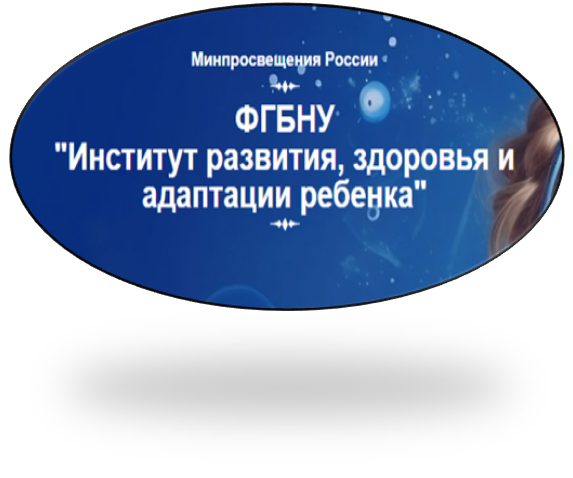 Минпросвещения России
ФГБНУ
"Институт развития, здоровья и
адаптации ребенка"